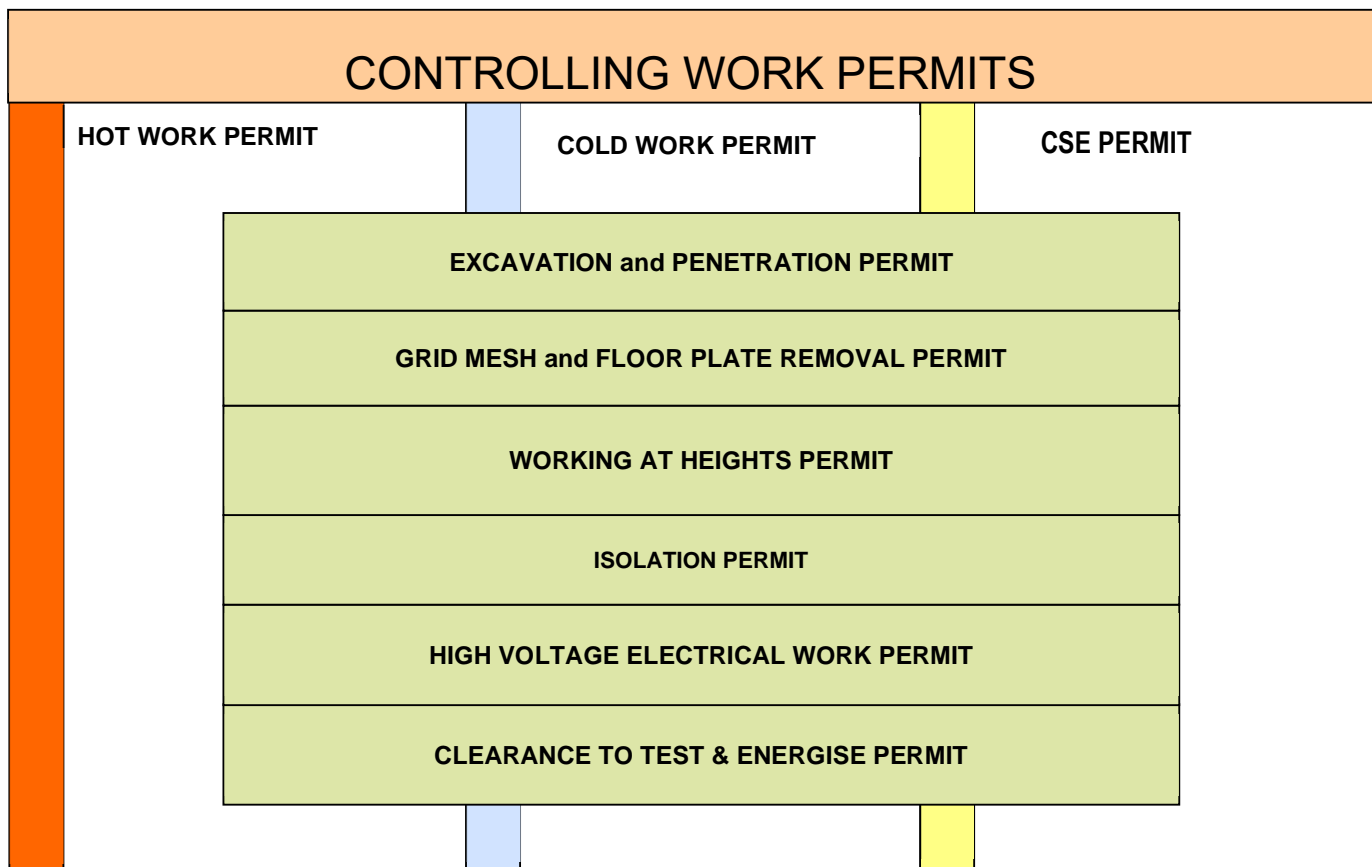 CONTROLLING WORK PERMITS
HOT WORK PERMIT
COLD WORK PERMIT
CSE PERMIT
EXCAVATION and PENETRATION PERMIT
GRID MESH and FLOOR PLATE REMOVAL PERMIT
WORKING AT HEIGHTS PERMIT
ISOLATION PERMIT
HIGH VOLTAGE ELECTRICAL WORK PERMIT
CLEARANCE TO TEST & ENERGISE PERMIT